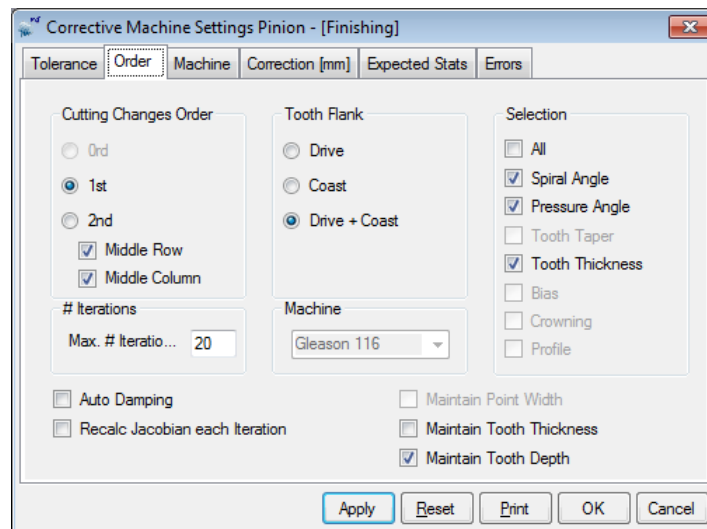 Corrective Machine Settings Pinion - [Finishing]
Tolerance Order Machine Correction [mm] Expected Stats Errors
Cutting Changes Order
0rd
1st
2nd
Middle Row
Middle Column
Tooth Flank
Drive
Coast
Drive + Coast
Selection
All
Spiral Angle
Pressure Angle
Tooth Taper
Tooth Thickness
Bias
Crowning
Profile
# Iterations
Max. # Iteratio... 20
Machine
Gleason 116
Auto Damping
Recalc Jacobian each Iteration
Maintain Point Width
Maintain Tooth Thickness
Maintain Tooth Depth
Apply Reset Print OK Cancel